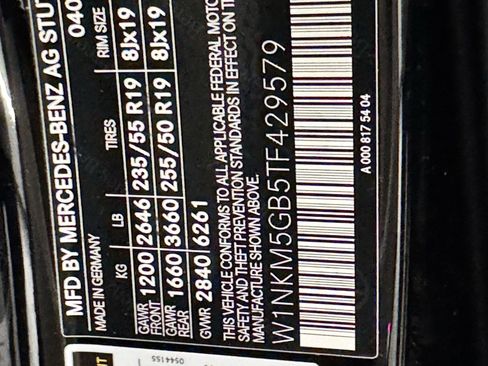 MFD BY MERCEDES-BENZ AG STUT
040
MADE IN GERMANY
KG LB TIRES RIM SIZE
GAWR FRONT 1200 2646 235/55 R19 8Jx19
GAWR REAR 1660 3660 255/50 R19 8Jx19
GVWR 2840 6261
THIS VEHICLE CONFORMS TO ALL APPLICABLE FEDERAL MOTOR
SAFETY AND THEFT PREVENTION STANDARDS IN EFFECT ON T
MANUFACTURE SHOWN ABOVE.
W1NKM5GB5TF429579
A 000 817 54 04
0544155